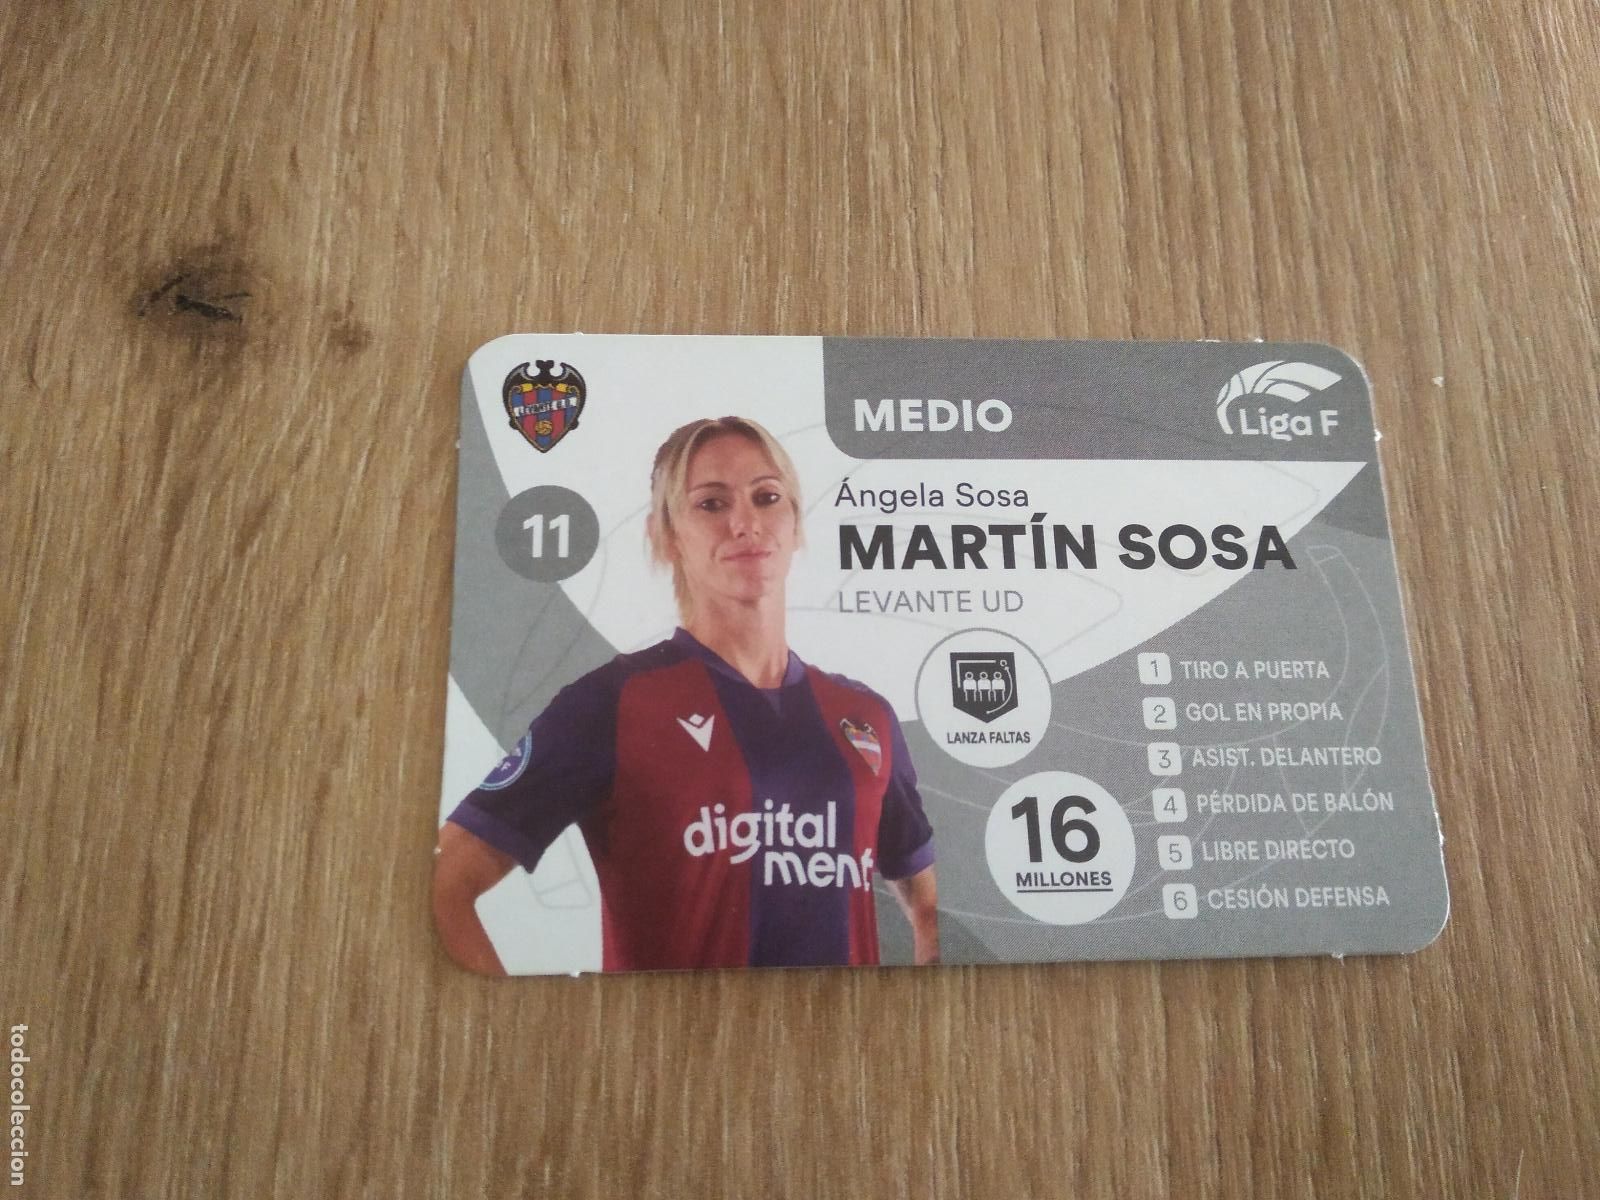 LEVANTE U.D.
MEDIO
Liga F
11
Ángela Sosa
MARTÍN SOSA
LEVANTE UD
LANZA FALTAS
16
MILLONES
1 TIRO A PUERTA
2 GOL EN PROPIA
3 ASIST. DELANTERO
4 PÉRDIDA DE BALÓN
5 LIBRE DIRECTO
6 CESIÓN DEFENSA
digital
ment
todocoleccion